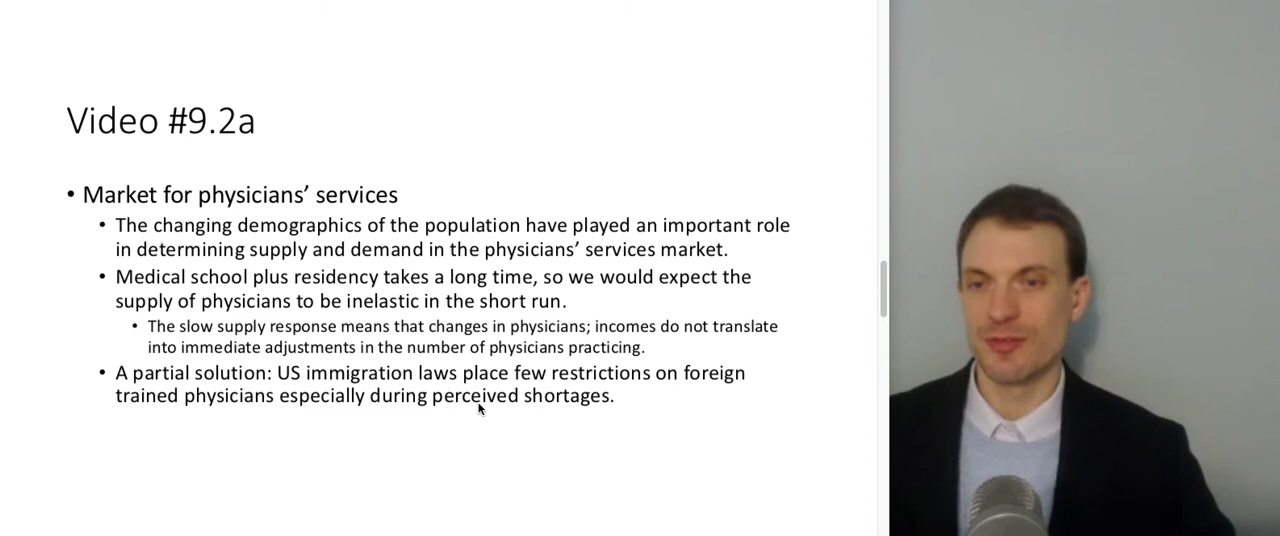 Video #9.2a
• Market for physicians’ services
• The changing demographics of the population have played an important role
in determining supply and demand in the physicians’ services market.
• Medical school plus residency takes a long time, so we would expect the
supply of physicians to be inelastic in the short run.
• The slow supply response means that changes in physicians; incomes do not translate
into immediate adjustments in the number of physicians practicing.
• A partial solution: US immigration laws place few restrictions on foreign
trained physicians especially during perceived shortages.